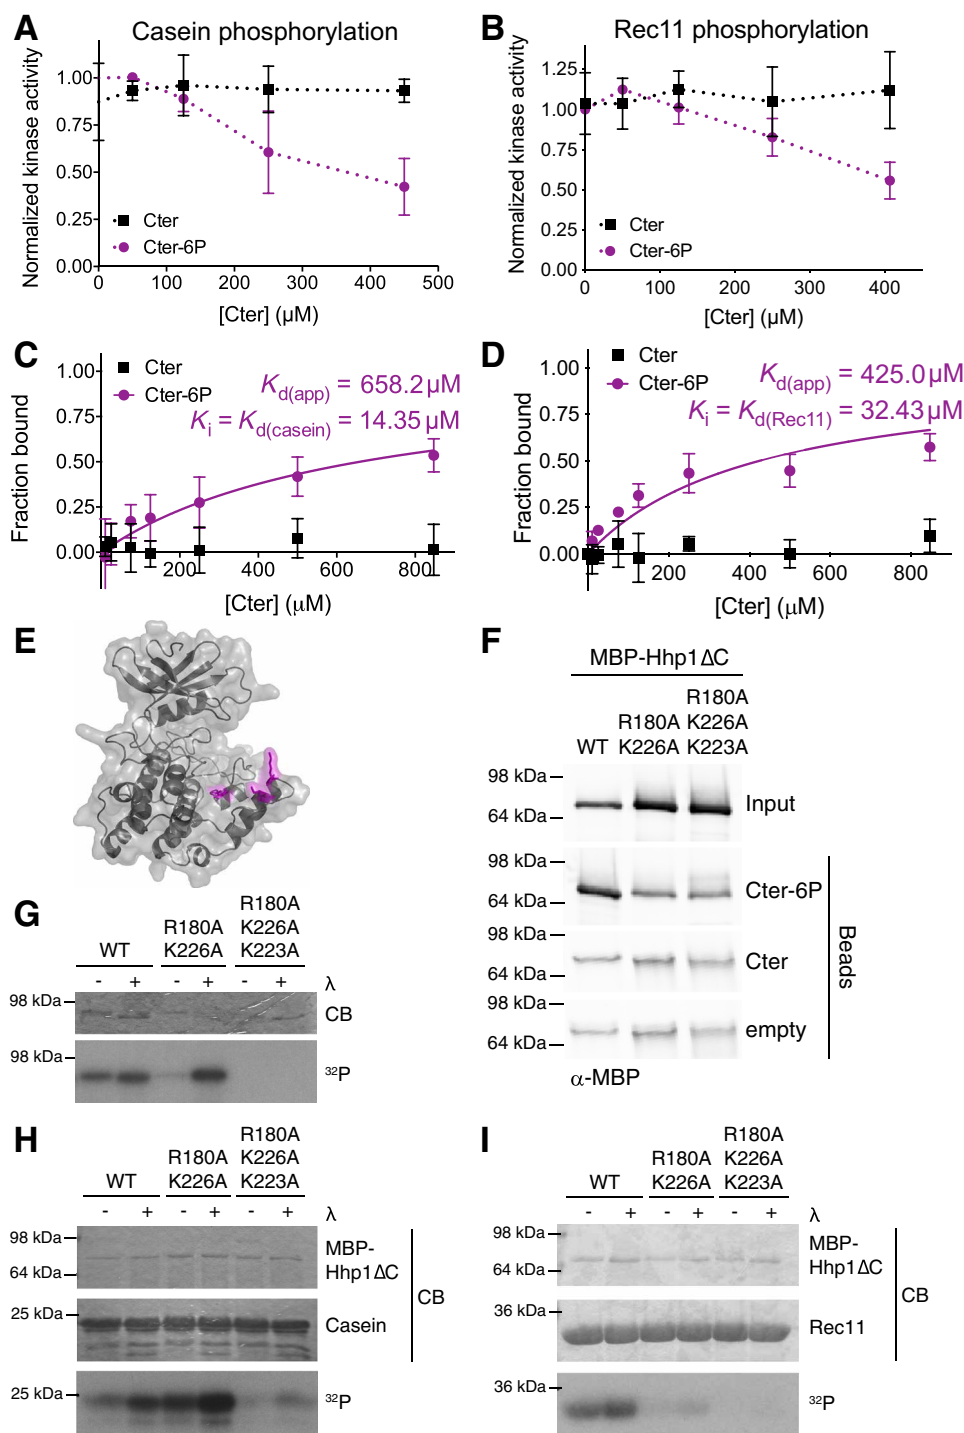 A
Casein phosphorylation
Normalized kinase activity
1.00
0.75
0.50
0.25
0.00
Cter
Cter-6P
0 100 200 300 400 500
[Cter] (µM)
B
Rec11 phosphorylation
Normalized kinase activity
1.25
1.00
0.75
0.50
0.25
0.00
Cter
Cter-6P
0 100 200 300 400
[Cter] (µM)
C
Fraction bound
1.00
0.75
0.50
0.25
0.00
Cter
Cter-6P
Kd(app) = 658.2 µM
Ki = Kd(casein) = 14.35 µM
200 400 600 800
[Cter] (µM)
D
Fraction bound
1.00
0.75
0.50
0.25
0.00
Cter
Cter-6P
Kd(app) = 425.0 µM
Ki = Kd(Rec11) = 32.43 µM
200 400 600 800
[Cter] (µM)
E
F
MBP-Hhp1ΔC
WT
R180A
K226A
R180A
K226A
K223A
98 kDa
64 kDa
Input
98 kDa
64 kDa
Cter-6P
98 kDa
64 kDa
Cter
98 kDa
64 kDa
empty
Beads
α-MBP
G
WT
R180A
K226A
R180A
K226A
K223A
- + - + - + λ
98 kDa
CB
98 kDa
32P
H
WT
R180A
K226A
R180A
K226A
K223A
- + - + - + λ
98 kDa
64 kDa
MBP-
Hhp1ΔC
25 kDa
Casein
CB
25 kDa
32P
I
WT
R180A
K226A
R180A
K226A
K223A
- + - + - + λ
98 kDa
64 kDa
MBP-
Hhp1ΔC
36 kDa
Rec11
CB
36 kDa
32P